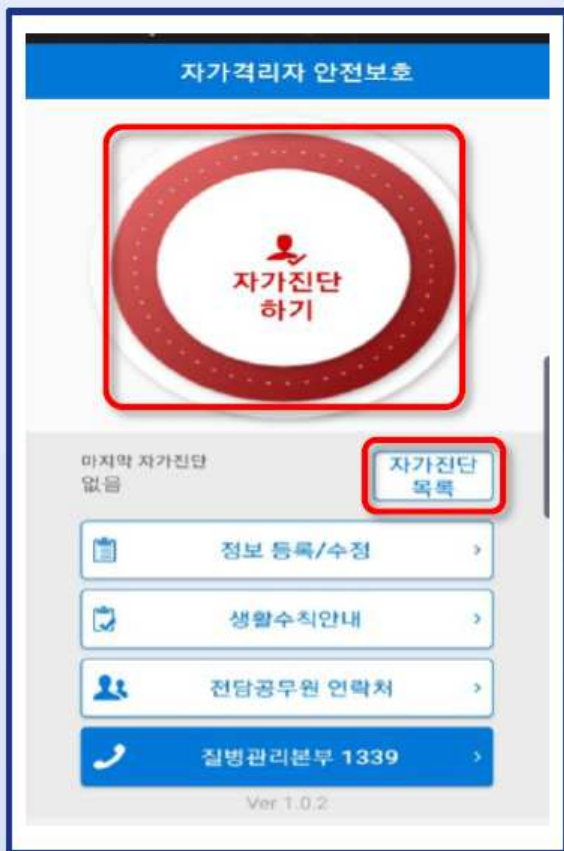 자가격리자 안전보호
자가진단
하기
마지막 자가진단
없음
자가진단
목록
정보 등록/수정
생활수칙안내
전담공무원 연락처
질병관리본부 1339
Ver 1.0.2